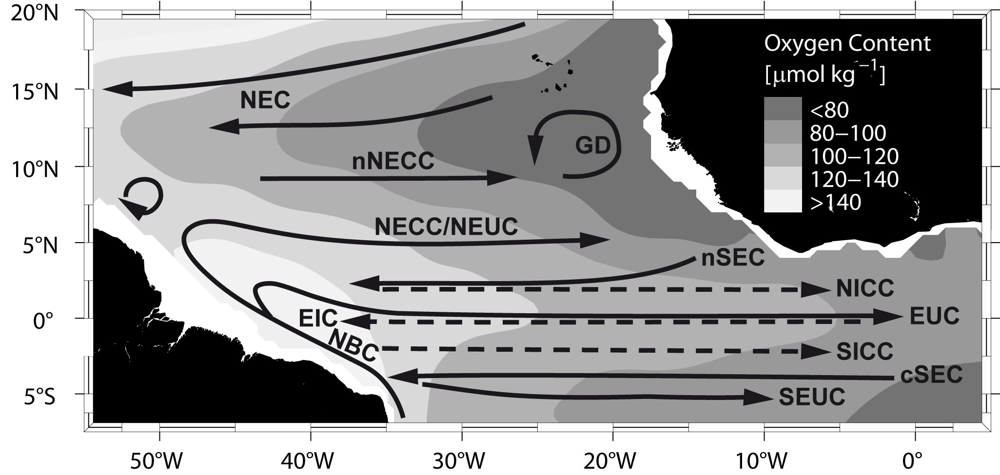 20°N
15°N
10°N
5°N
0°
5°S
Oxygen Content
[μmol kg⁻¹]
<80
80–100
100–120
120–140
>140
NEC
GD
nNECC
NECC/NEUC
nSEC
NICC
EIC
EUC
NBC
SICC
cSEC
SEUC
50°W
40°W
30°W
20°W
10°W
0°